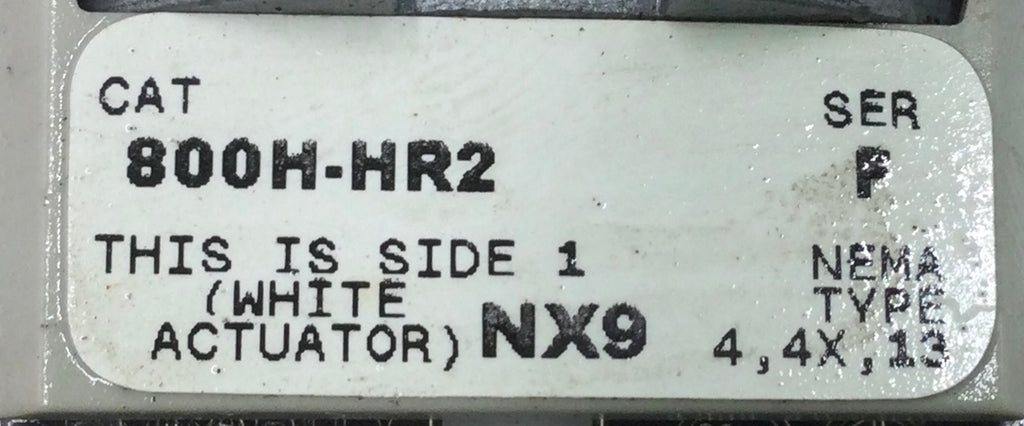 CAT
SER
800H-HR2
F
THIS IS SIDE 1
(WHITE
ACTUATOR) NX9
NEMA
TYPE
4,4X,13